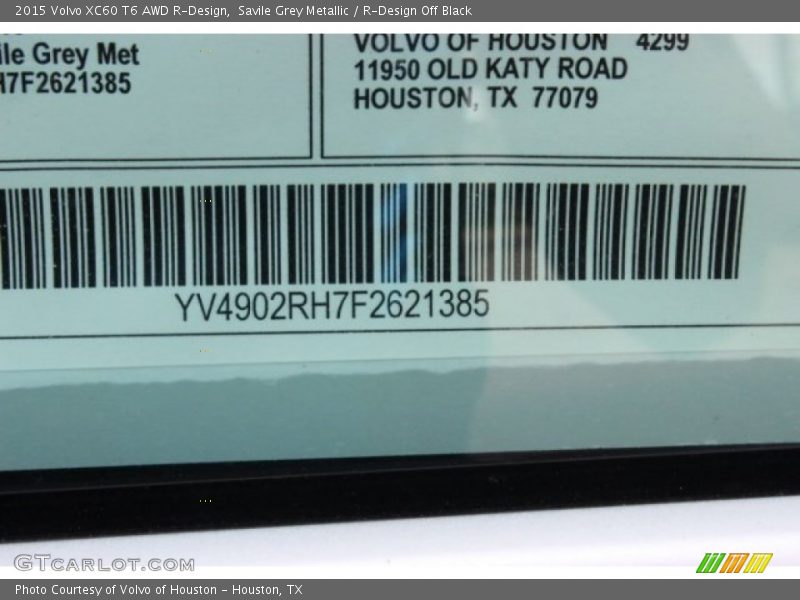 2015 Volvo XC60 T6 AWD R-Design,  Savile Grey Metallic / R-Design Off Black
ile Grey Met
H7F2621385
VOLVO OF HOUSTON 4299
11950 OLD KATY ROAD
HOUSTON, TX 77079
YV4902RH7F2621385
GTCARLOT.COM
Photo Courtesy of Volvo of Houston - Houston, TX